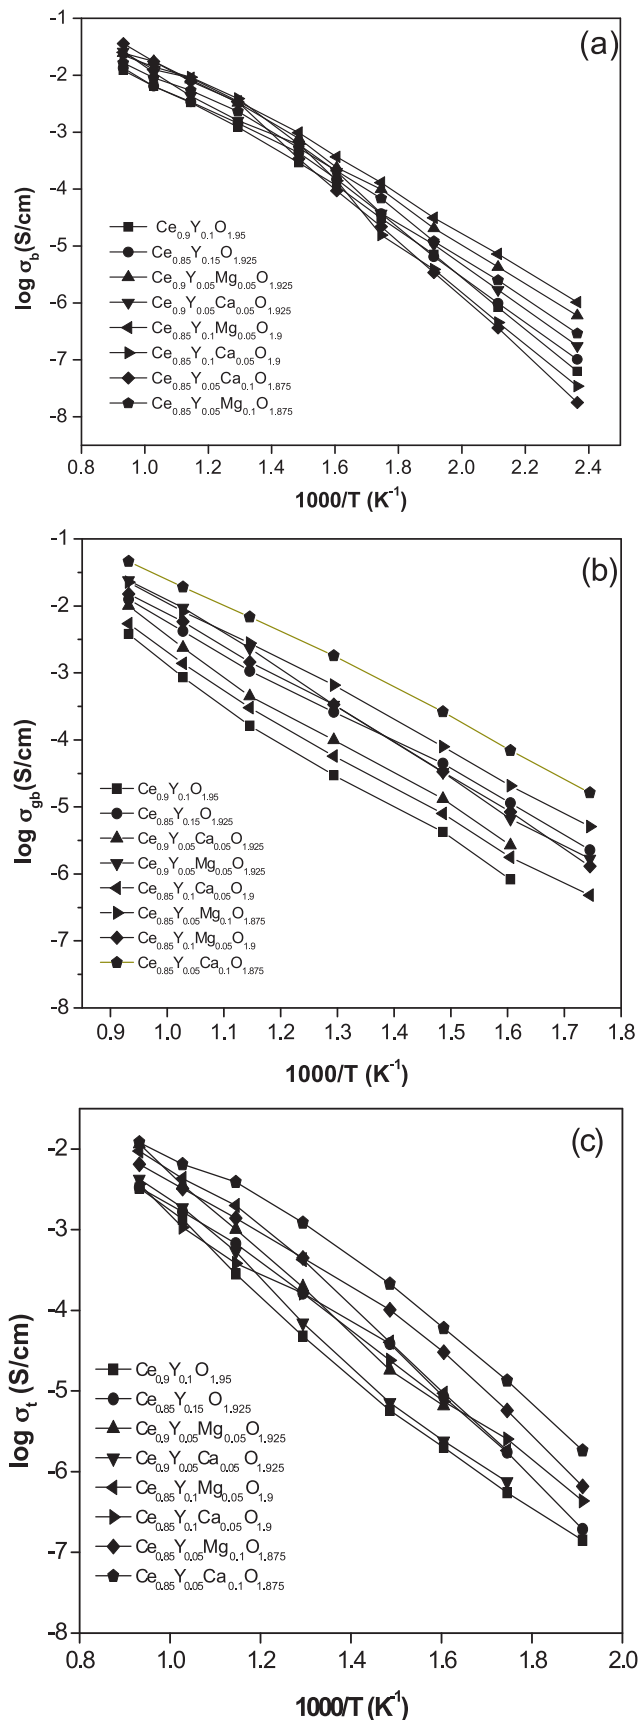 (a)
-1
-2
-3
-4
-5
-6
-7
-8
log σb(S/cm)
Ce0.9Y0.1O1.95
Ce0.85Y0.15O1.925
Ce0.9Y0.05Mg0.05O1.925
Ce0.9Y0.05Ca0.05O1.925
Ce0.85Y0.1Mg0.05O1.9
Ce0.85Y0.1Ca0.05O1.9
Ce0.85Y0.05Ca0.1O1.875
Ce0.85Y0.05Mg0.1O1.875
0.8 1.0 1.2 1.4 1.6 1.8 2.0 2.2 2.4
1000/T (K-1)
(b)
-1
-2
-3
-4
-5
-6
-7
-8
log σgb(S/cm)
Ce0.9Y0.1O1.95
Ce0.85Y0.15O1.925
Ce0.9Y0.05Ca0.05O1.925
Ce0.9Y0.05Mg0.05O1.925
Ce0.85Y0.1Ca0.05O1.9
Ce0.85Y0.05Mg0.1O1.875
Ce0.85Y0.1Mg0.05O1.9
Ce0.85Y0.05Ca0.1O1.875
0.9 1.0 1.1 1.2 1.3 1.4 1.5 1.6 1.7 1.8
1000/T (K-1)
(c)
-2
-3
-4
-5
-6
-7
-8
log σt (S/cm)
Ce0.9Y0.1O1.95
Ce0.85Y0.15O1.925
Ce0.9Y0.05Mg0.05O1.925
Ce0.9Y0.05Ca0.05O1.925
Ce0.85Y0.1Mg0.05O1.9
Ce0.85Y0.1Ca0.05O1.9
Ce0.85Y0.05Mg0.1O1.875
Ce0.85Y0.05Ca0.1O1.875
0.8 1.0 1.2 1.4 1.6 1.8 2.0
1000/T (K-1)